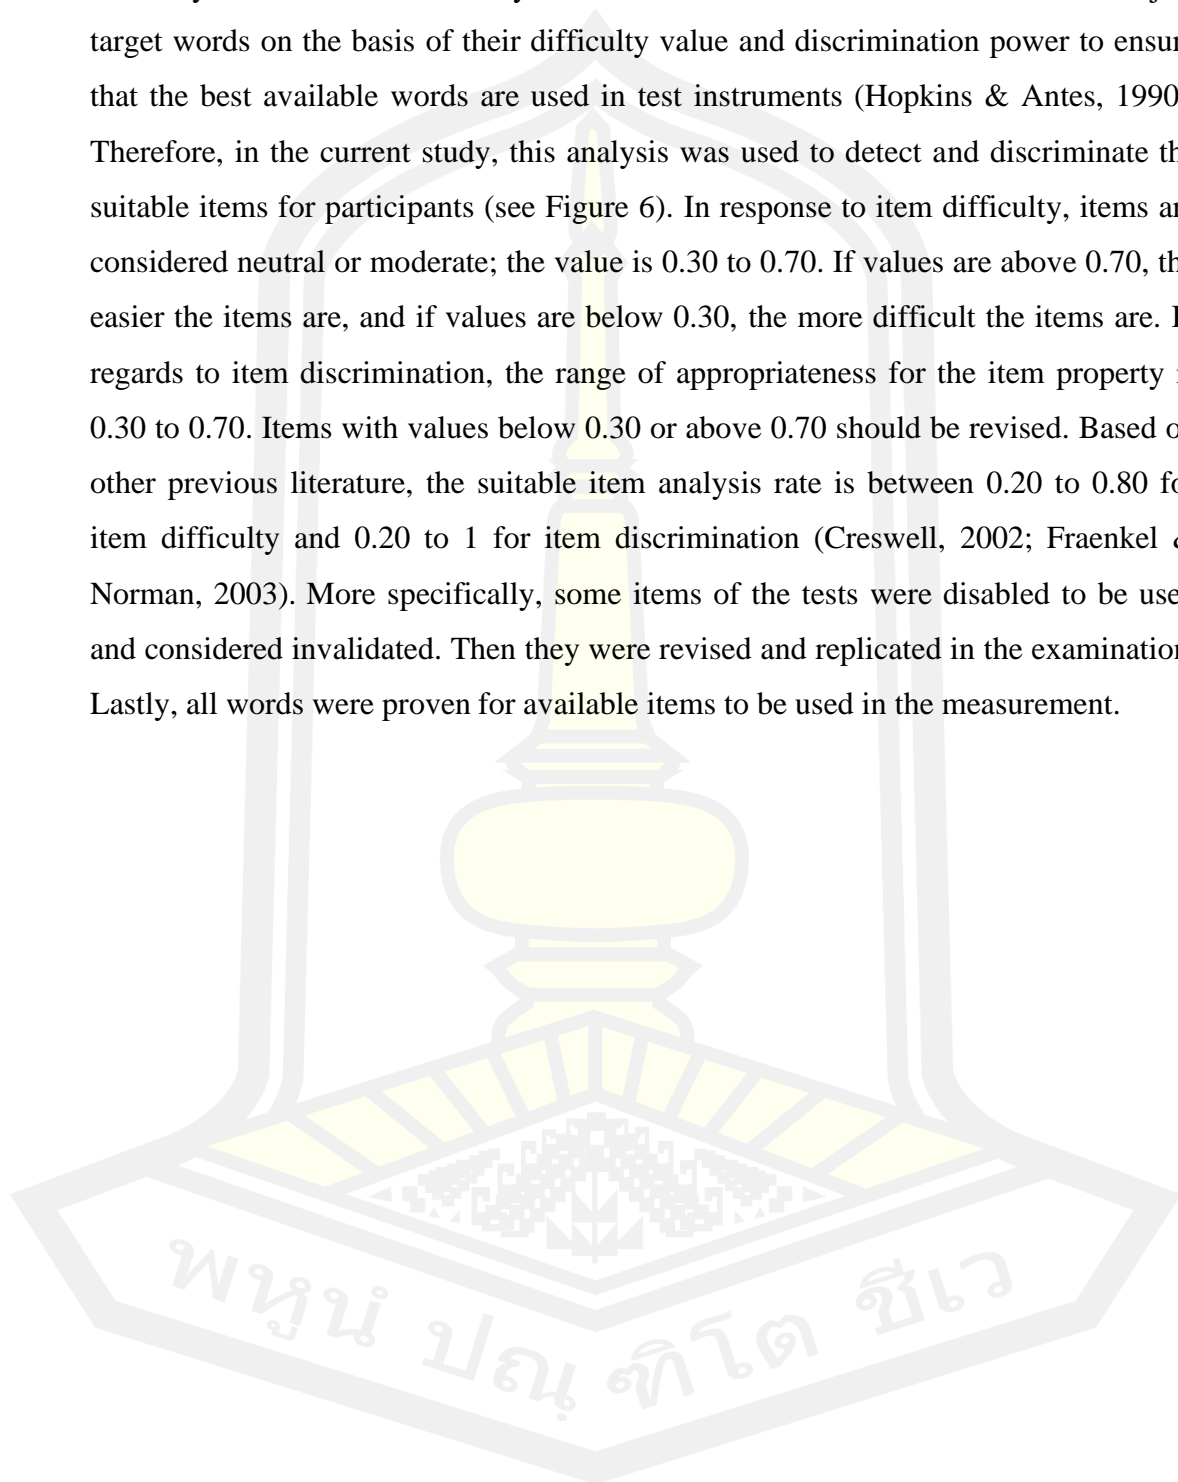 target words on the basis of their difficulty value and discrimination power to ensur
that the best available words are used in test instruments (Hopkins & Antes, 1990
Therefore, in the current study, this analysis was used to detect and discriminate th
suitable items for participants (see Figure 6). In response to item difficulty, items ar
considered neutral or moderate; the value is 0.30 to 0.70. If values are above 0.70, th
easier the items are, and if values are below 0.30, the more difficult the items are. I
regards to item discrimination, the range of appropriateness for the item property i
0.30 to 0.70. Items with values below 0.30 or above 0.70 should be revised. Based o
other previous literature, the suitable item analysis rate is between 0.20 to 0.80 fo
item difficulty and 0.20 to 1 for item discrimination (Creswell, 2002; Fraenkel &
Norman, 2003). More specifically, some items of the tests were disabled to be use
and considered invalidated. Then they were revised and replicated in the examination
Lastly, all words were proven for available items to be used in the measurement.
พหูนํ ปณฺฑิโต ชีเว